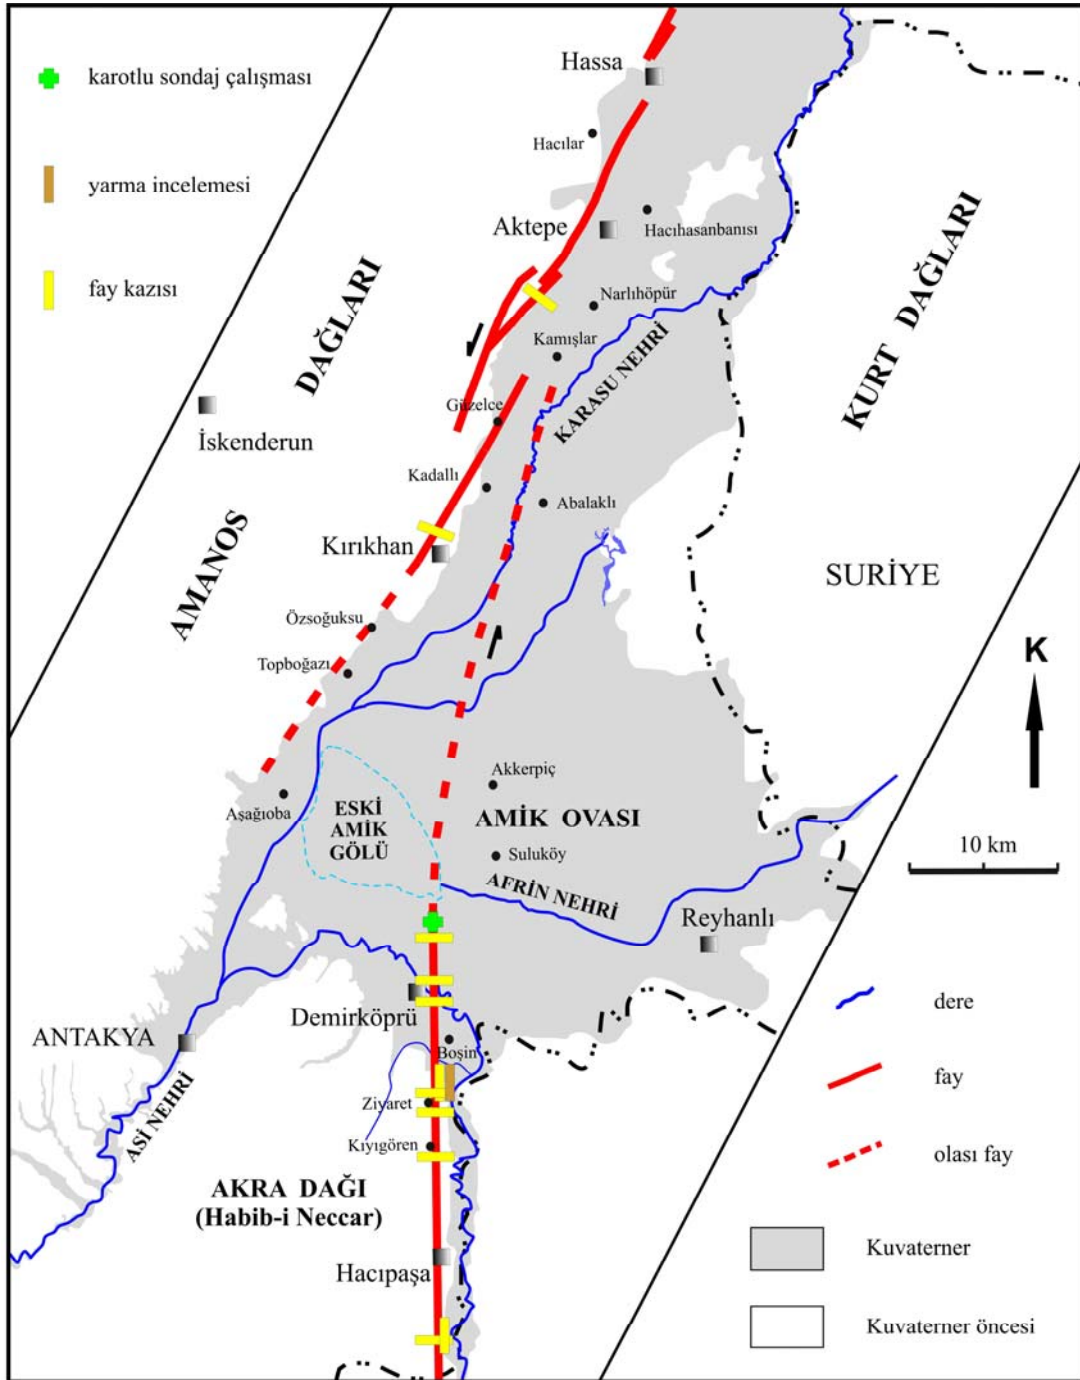 karotlu sondaj çalışması
yarma incelemesi
fay kazısı
Hassa
Hacılar
Aktepe
Hacıhasanbanısı
Narlıhöpür
Kamışlar
KARASU NEHRİ
KURT DAĞLARI
AMANOS DAĞLARI
İskenderun
Güzelce
Kadallı
Abalaklı
Kırıkhan
SURİYE
Özsoğuksu
Topboğazı
K
Akkerpiç
Aşağıoba
ESKİ
AMİK
GÖLÜ
AMİK OVASI
10 km
Suluköy
AFRİN NEHRİ
Reyhanlı
Demirköprü
dere
ANTAKYA
Boşin
fay
ASİ NEHRİ
Ziyaret
Kıyıgören
olası fay
AKRA DAĞI
(Habib-i Neccar)
Kuvaterner
Hacıpaşa
Kuvaterner öncesi